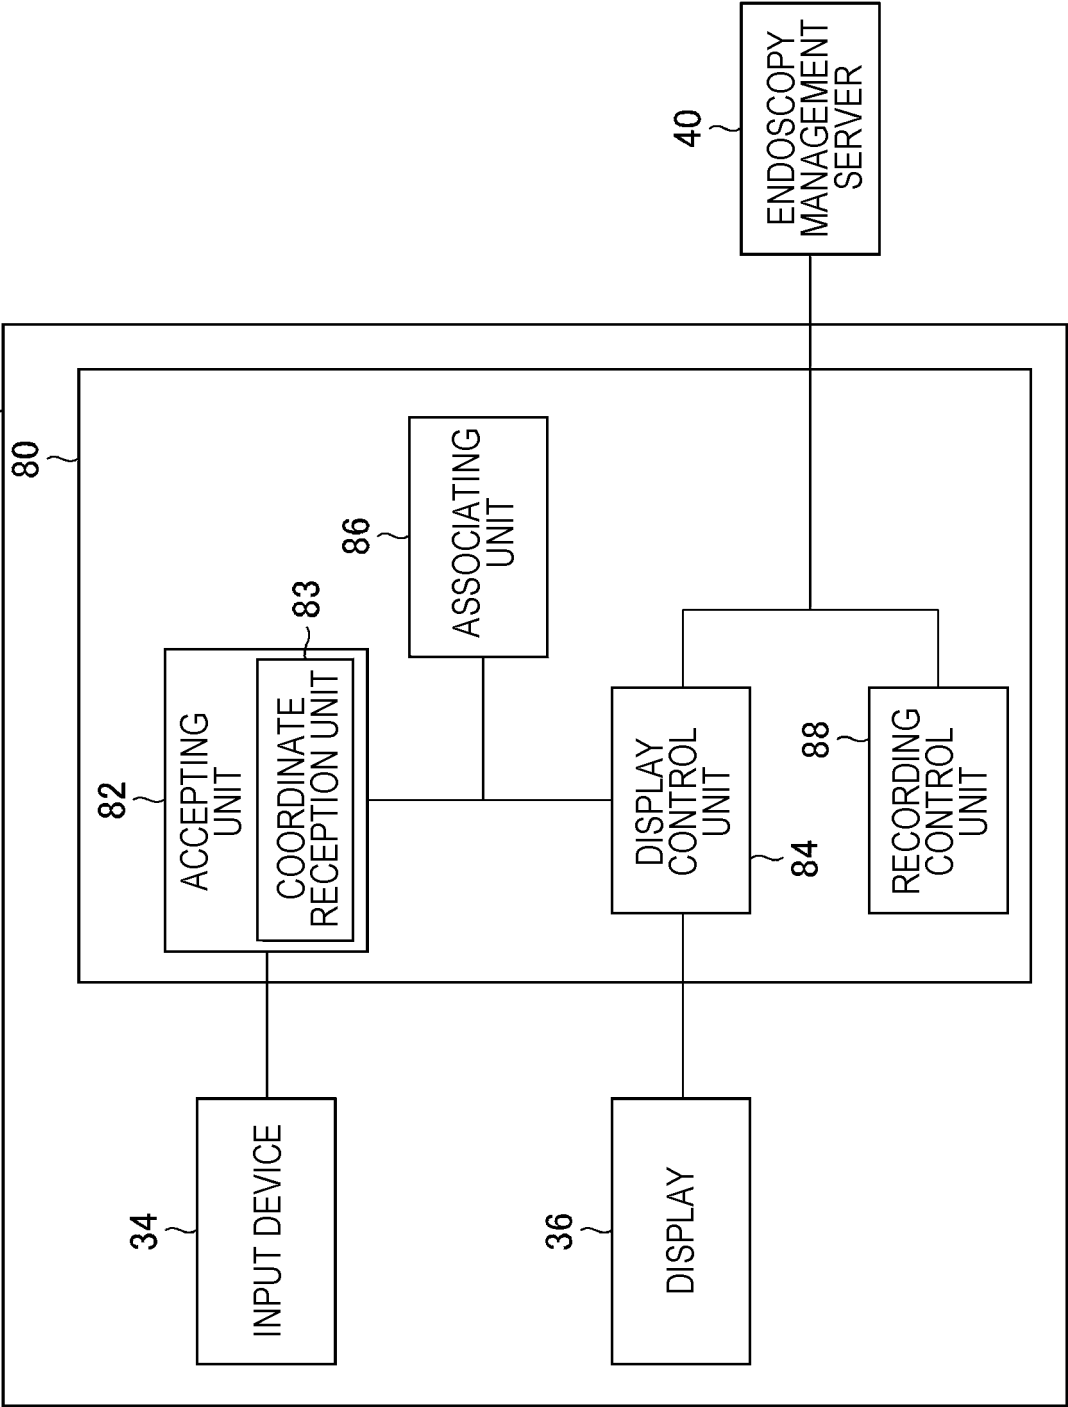 80
82
ACCEPTING
UNIT
83
COORDINATE
RECEPTION UNIT
34
INPUT DEVICE
86
ASSOCIATING
UNIT
36
DISPLAY
DISPLAY
CONTROL
UNIT
84
40
ENDOSCOPY
MANAGEMENT
SERVER
88
RECORDING
CONTROL
UNIT